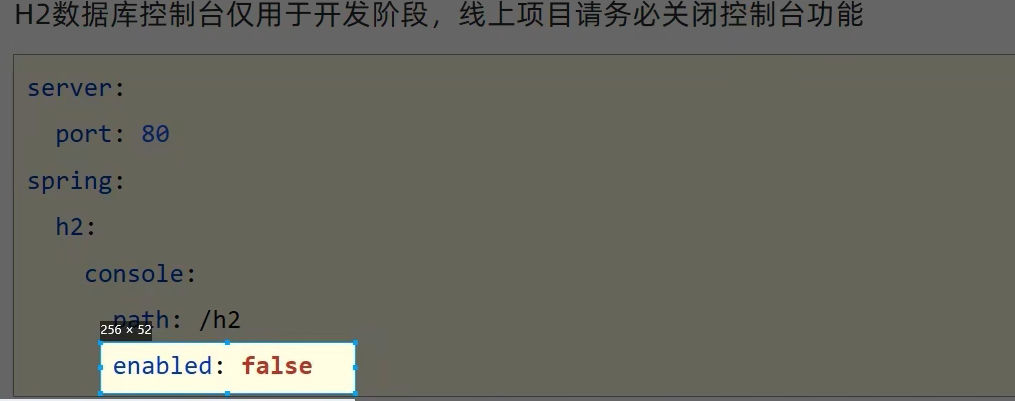 H2数据库控制台仅用于开发阶段，线上项目请务必关闭控制台功能
server:
  port: 80
spring:
  h2:
    console:
      path: /h2
256 × 52
      enabled: false